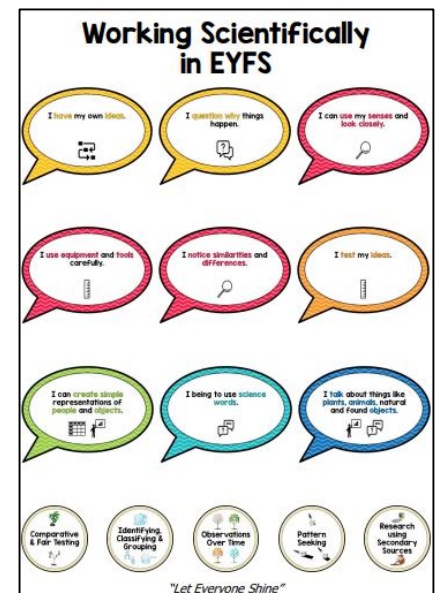 Working Scientifically
in EYFS
I have my own ideas.
I question why things
happen.
I can use my senses and
look closely.
I use equipment and tools
carefully.
I notice similarities and
differences.
I test my ideas.
I can create simple
representations of
people and objects.
I being to use science
words.
I talk about things like
plants, animals, natural
and found objects.
Comparative
& Fair Testing
Identifying,
Classifying &
Grouping
Observations
Over Time
Pattern
Seeking
Research
using
Secondary
Sources
"Let Everyone Shine"